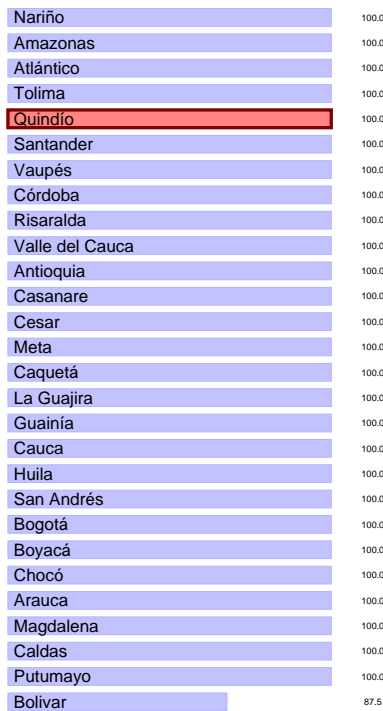 Nariño 100.0
Amazonas 100.0
Atlántico 100.0
Tolima 100.0
Quindío 100.0
Santander 100.0
Vaupés 100.0
Córdoba 100.0
Risaralda 100.0
Valle del Cauca 100.0
Antioquia 100.0
Casanare 100.0
Cesar 100.0
Meta 100.0
Caquetá 100.0
La Guajira 100.0
Guainía 100.0
Cauca 100.0
Huila 100.0
San Andrés 100.0
Bogotá 100.0
Boyacá 100.0
Chocó 100.0
Arauca 100.0
Magdalena 100.0
Caldas 100.0
Putumayo 100.0
Bolivar 87.5